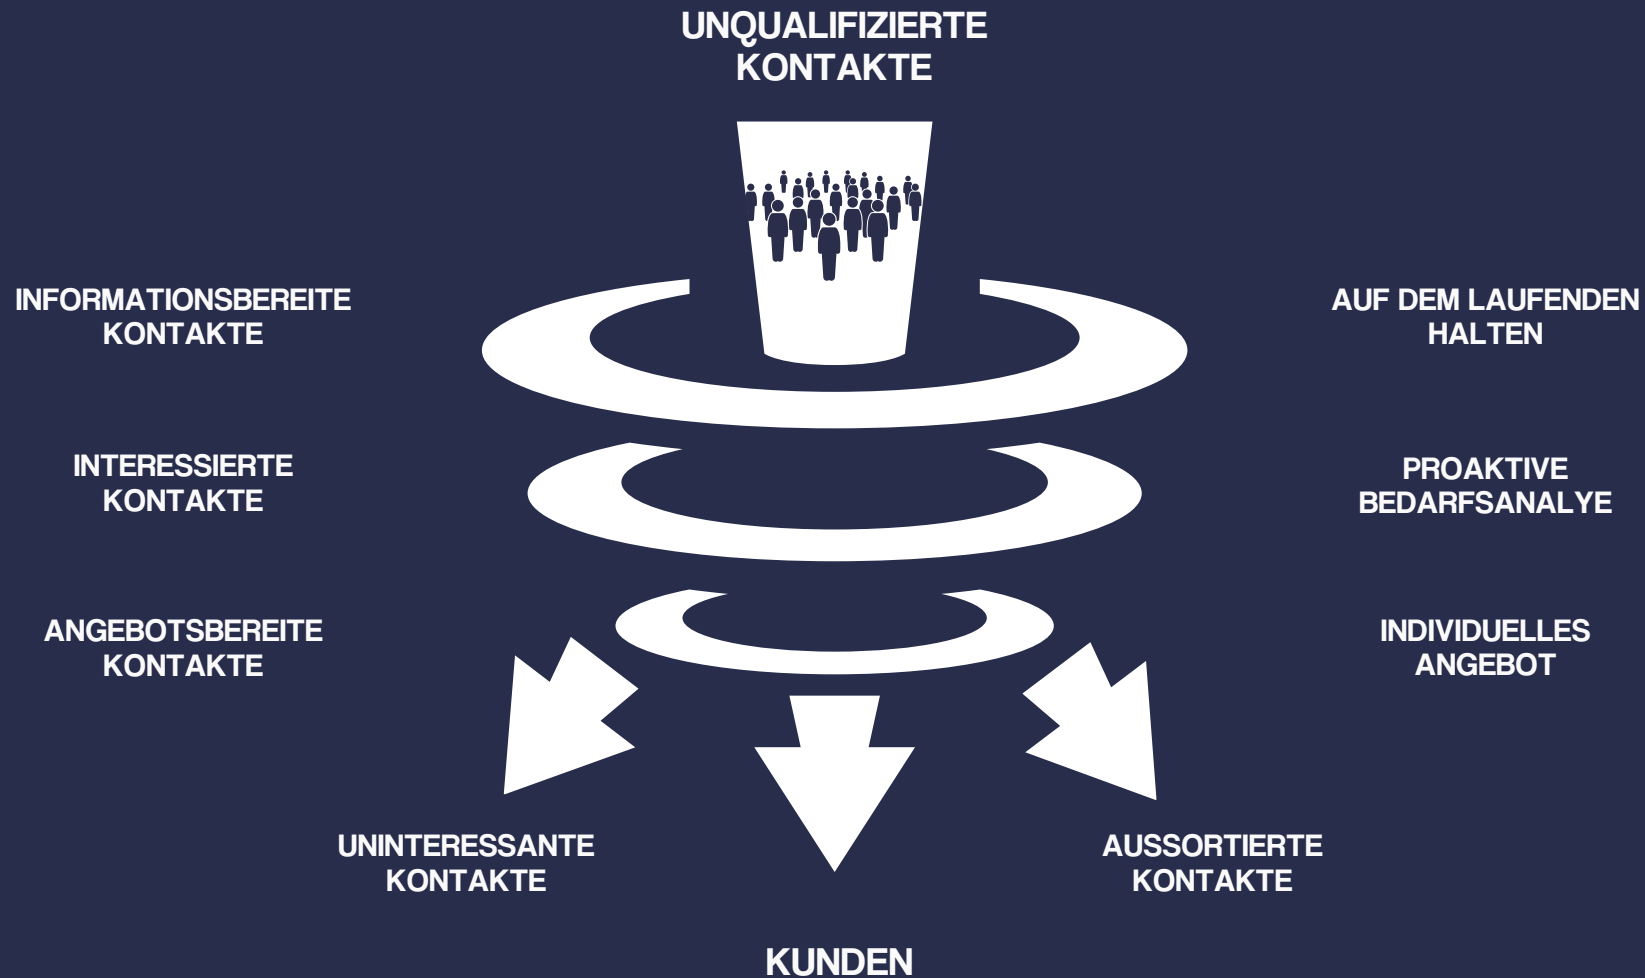 UNQUALIFIZIERTE
KONTAKTE
INFORMATIONSBEREITE
KONTAKTE
AUF DEM LAUFENDEN
HALTEN
INTERESSIERTE
KONTAKTE
PROAKTIVE
BEDARFSANALYE
ANGEBOTSBEREITE
KONTAKTE
INDIVIDUELLES
ANGEBOT
UNINTERESSANTE
KONTAKTE
AUSSORTIERTE
KONTAKTE
KUNDEN